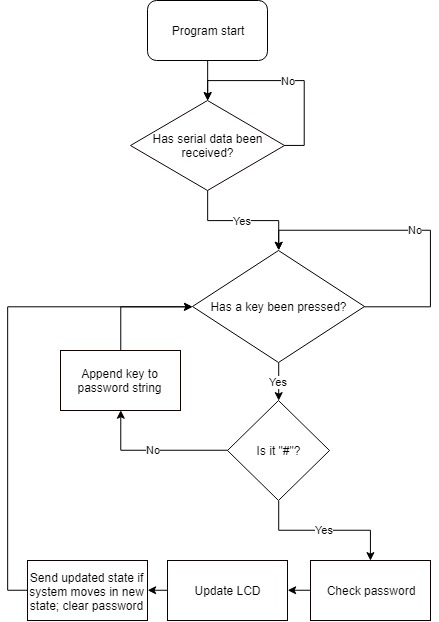 Program start
No
Has serial data been
received?
Yes
No
Has a key been pressed?
Append key to
password string
Yes
Is it "#"?
No
Yes
Send updated state if
system moves in new
state; clear password
Update LCD
Check password